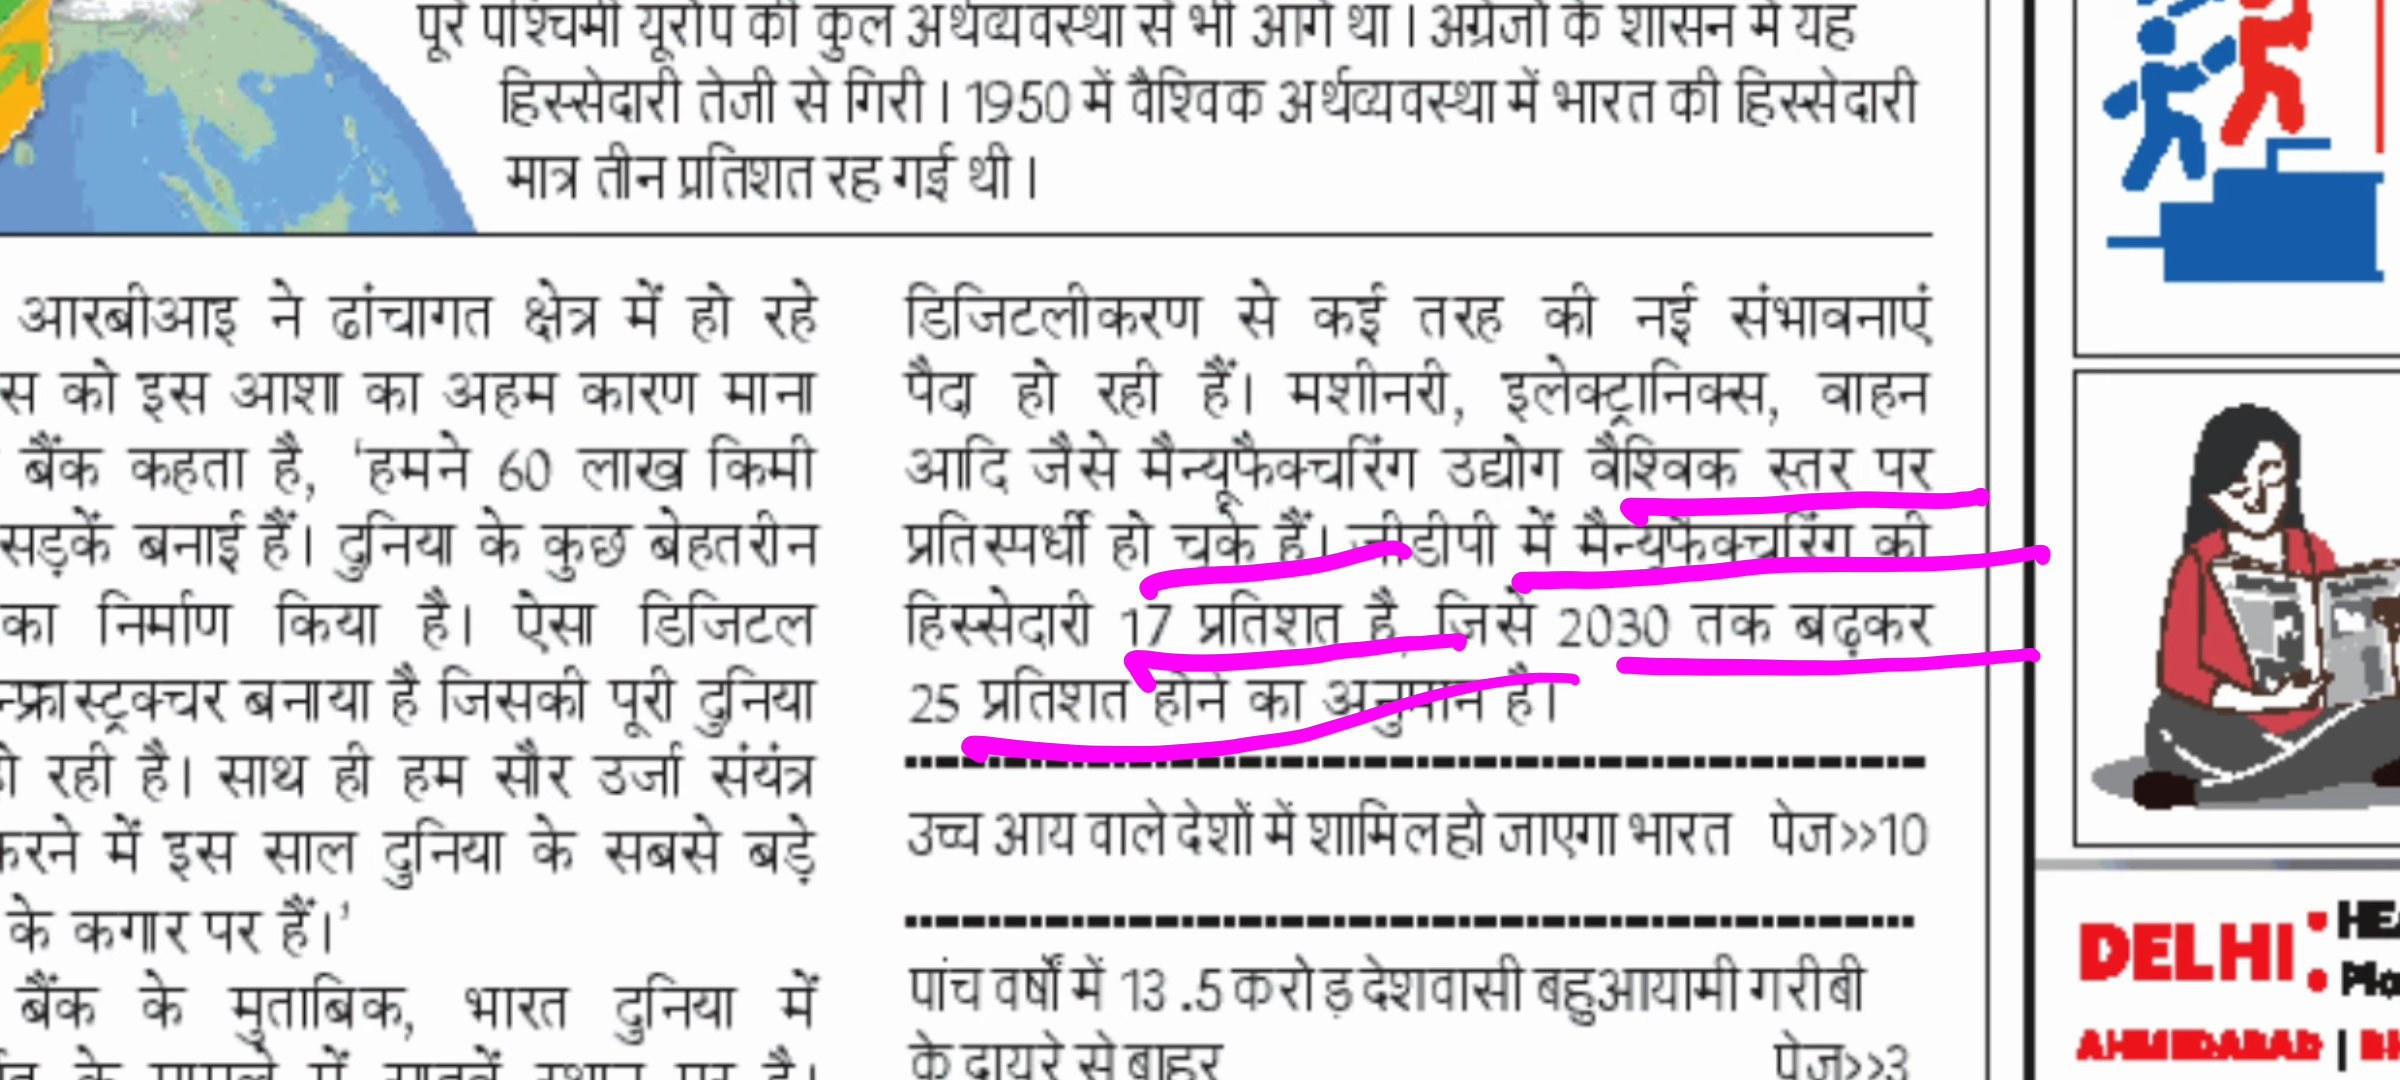 पूरे पश्चिमी यूरोप की कुल अर्थव्यवस्था से भी आगे था। अंग्रेजों के शासन में यह
हिस्सेदारी तेजी से गिरी। 1950 में वैश्विक अर्थव्यवस्था में भारत की हिस्सेदारी
मात्र तीन प्रतिशत रह गई थी।
आरबीआइ ने ढांचागत क्षेत्र में हो रहे
को इस आशा का अहम कारण माना
बैंक कहता है, 'हमने 60 लाख किमी
सड़कें बनाई हैं। दुनिया के कुछ बेहतरीन
का निर्माण किया है। ऐसा डिजिटल
न्फ्रास्ट्रक्चर बनाया है जिसकी पूरी दुनिया
रही है। साथ ही हम सौर उर्जा संयंत्र
करने में इस साल दुनिया के सबसे बड़े
के कगार पर हैं।'
बैंक के मुताबिक, भारत दुनिया में
डिजिटलीकरण से कई तरह की नई संभावनाएं
पैदा हो रही हैं। मशीनरी, इलेक्ट्रानिक्स, वाहन
आदि जैसे मैन्यूफैक्चरिंग उद्योग वैश्विक स्तर पर
प्रतिस्पर्धी हो चुके हैं। जीडीपी में मैन्यूफैक्चरिंग की
हिस्सेदारी 17 प्रतिशत है, जिसे 2030 तक बढ़कर
25 प्रतिशत होने का अनुमान है।
उच्च आय वाले देशों में शामिल हो जाएगा भारत पेज>>10
पांच वर्षों में 13.5 करोड़ देशवासी बहुआयामी गरीबी
के दायरे से बाहर पेज>>3
DELHI: HEA
AHMEDABAD |